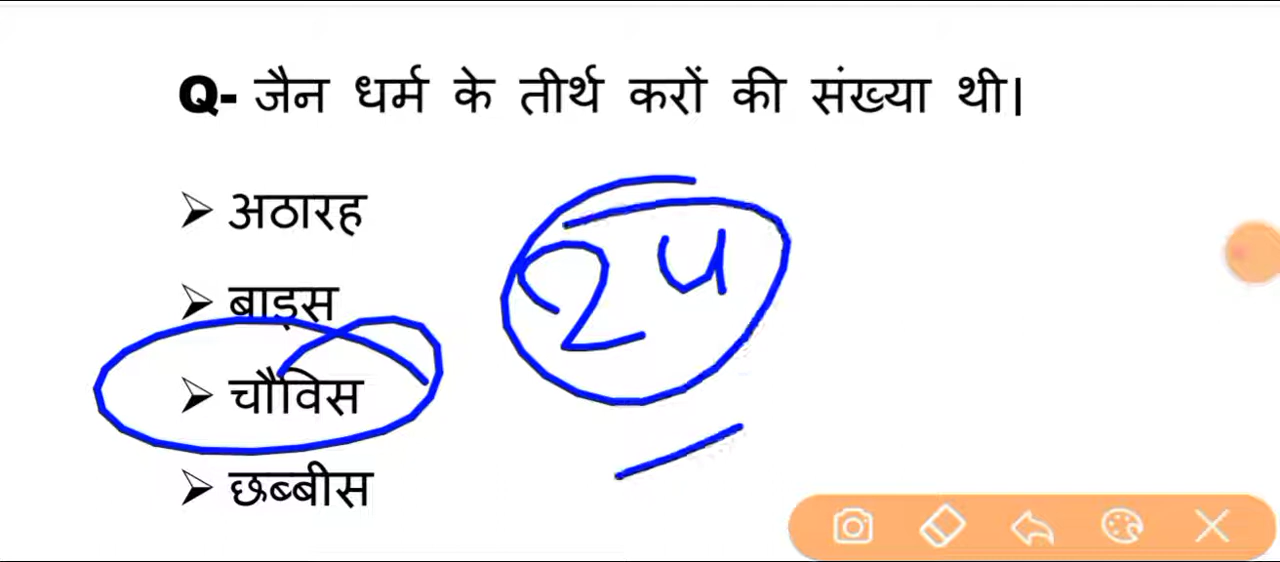 Q- जैन धर्म के तीर्थ करों की संख्या थी।
➢ अठारह
➢ बाइस
24
➢ चौविस
➢ छब्बीस